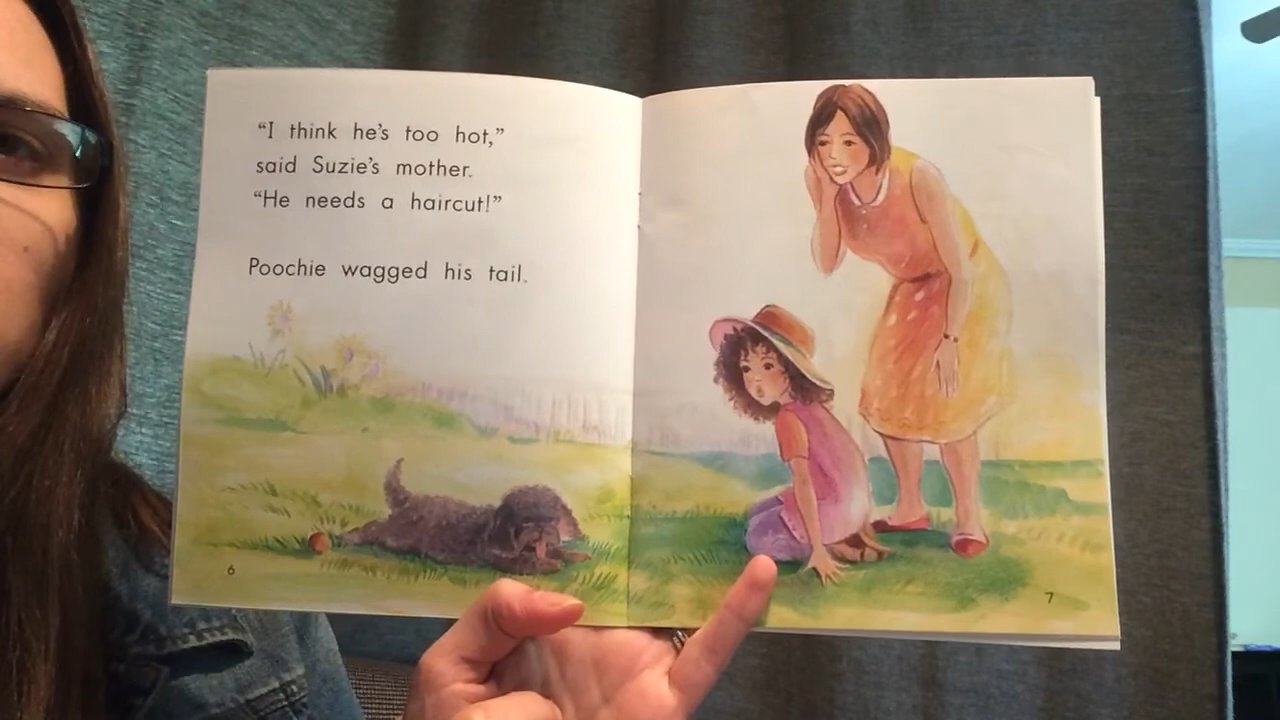 “I think he’s too hot,”
said Suzie’s mother.
“He needs a haircut!”
Poochie wagged his tail.
6
7